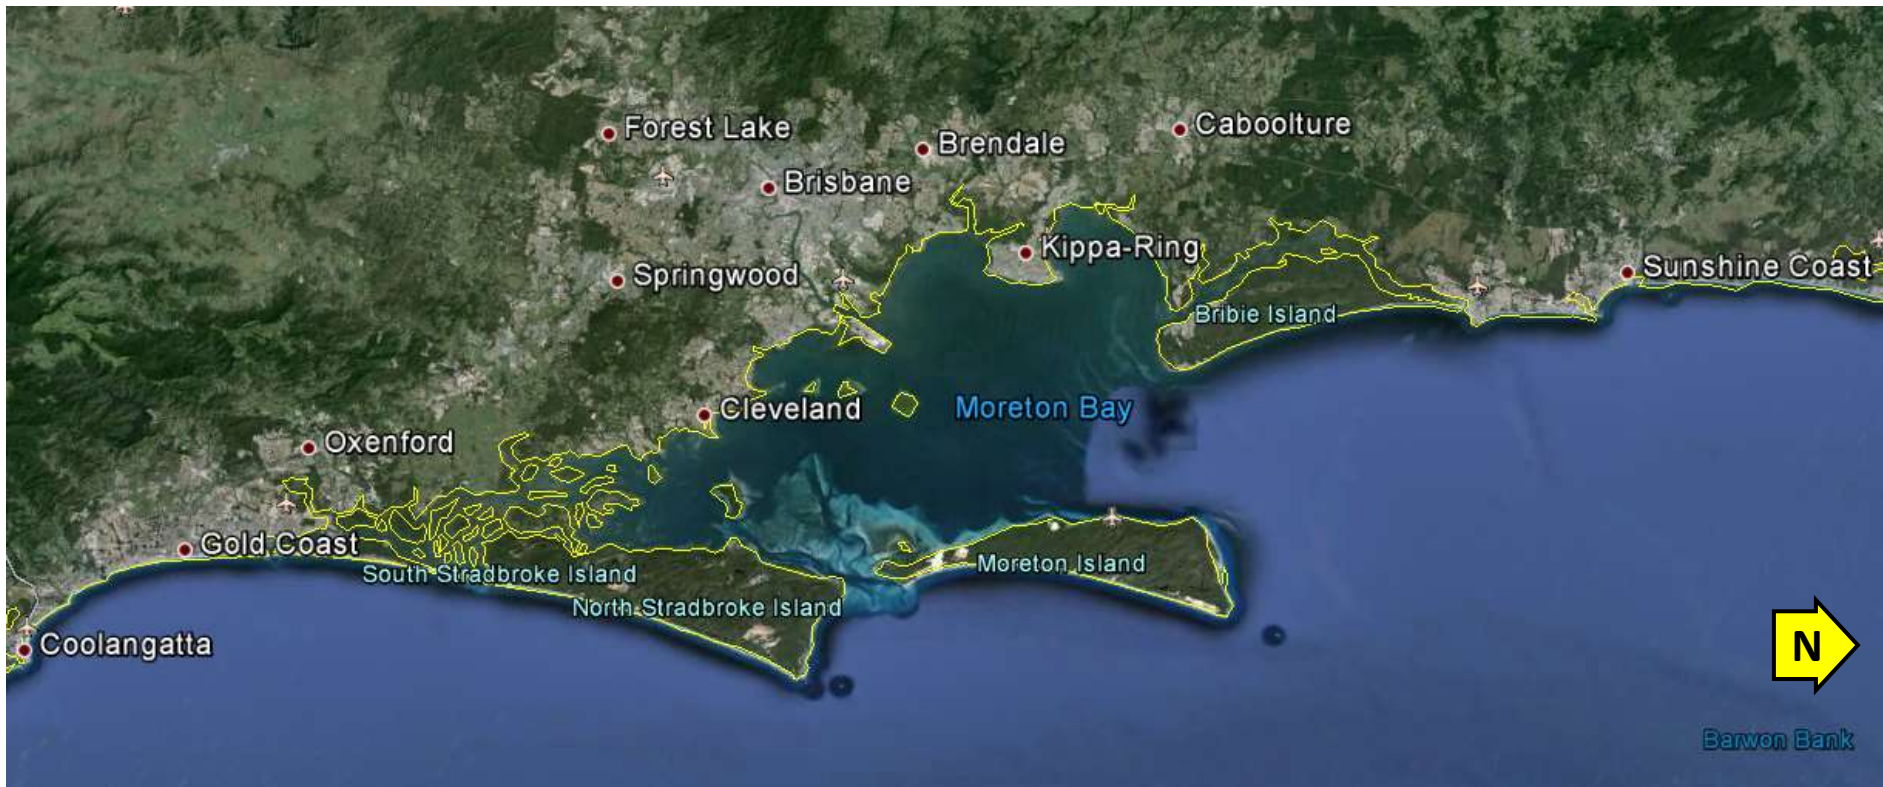 Forest Lake
Brendale
Caboolture
Brisbane
Kippa-Ring
Springwood
Sunshine Coast
Bribie Island
Cleveland
Moreton Bay
Oxenford
Gold Coast
South Stradbroke Island
Moreton Island
North Stradbroke Island
Coolangatta
N
Barwon Bank